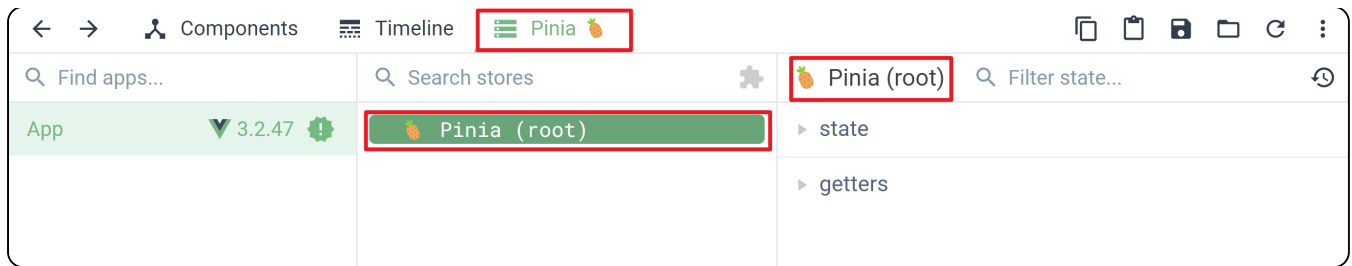 Components Timeline Pinia 🍍
Find apps... Search stores 🍍 Pinia (root) Filter state...
App 3.2.47 🍍 Pinia (root) state
getters